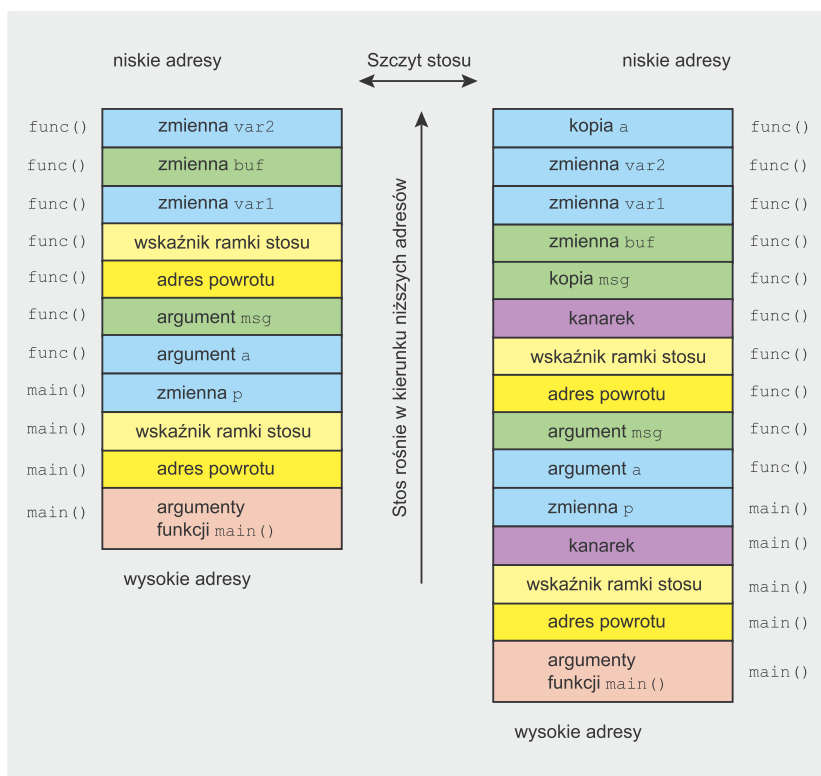 niskie adresy
Szczyt stosu
niskie adresy
func() zmienna var2
func() zmienna buf
func() zmienna var1
func() wskaźnik ramki stosu
func() adres powrotu
func() argument msg
func() argument a
main() zmienna p
main() wskaźnik ramki stosu
main() adres powrotu
main() argumenty
funkcji main()
wysokie adresy
Stos rośnie w kierunku niższych adresów
kopia a func()
zmienna var2 func()
zmienna var1 func()
zmienna buf func()
kopia msg func()
kanarek func()
wskaźnik ramki stosu func()
adres powrotu func()
argument msg func()
argument a func()
zmienna p main()
kanarek main()
wskaźnik ramki stosu main()
adres powrotu main()
argumenty
funkcji main() main()
wysokie adresy